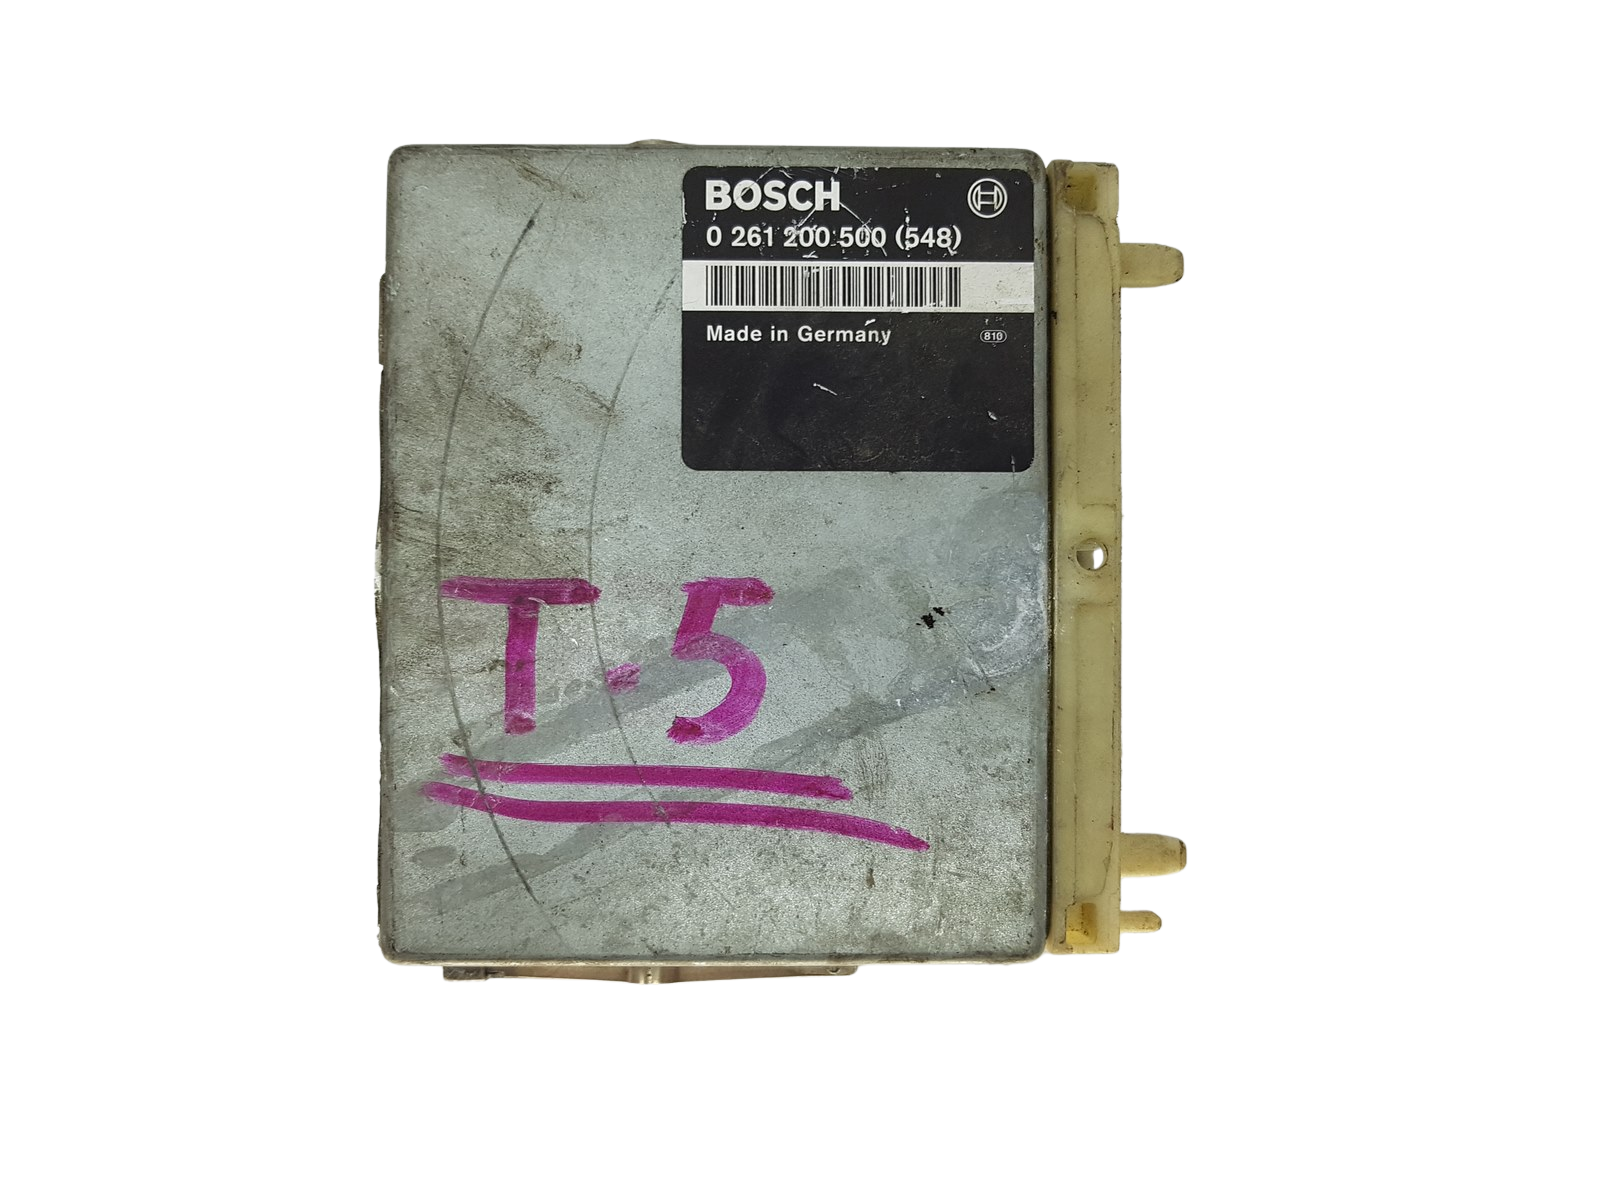 BOSCH
0 261 200 500 (548)
Made in Germany
810
T-5